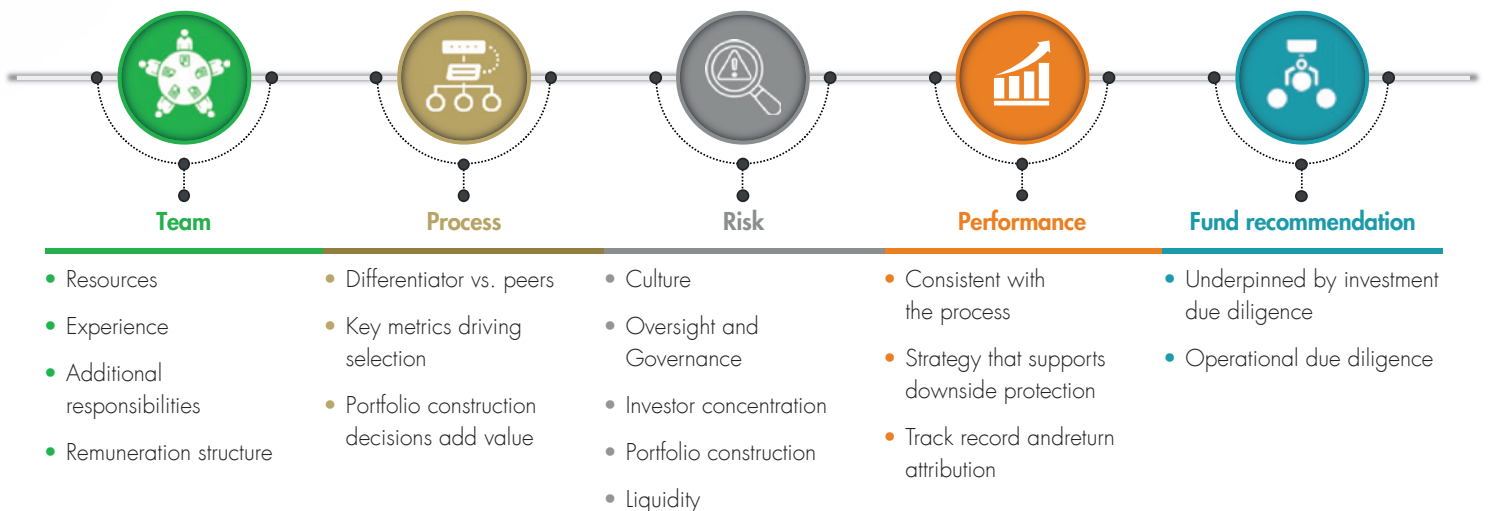 Team
Resources
Experience
Additional
responsibilities
Remuneration structure
Process
Differentiator vs. peers
Key metrics driving
selection
Portfolio construction
decisions add value
Risk
Culture
Oversight and
Governance
Investor concentration
Portfolio construction
Liquidity
Performance
Consistent with
the process
Strategy that supports
downside protection
Track record andreturn
attribution
Fund recommendation
Underpinned by investment
due diligence
Operational due diligence